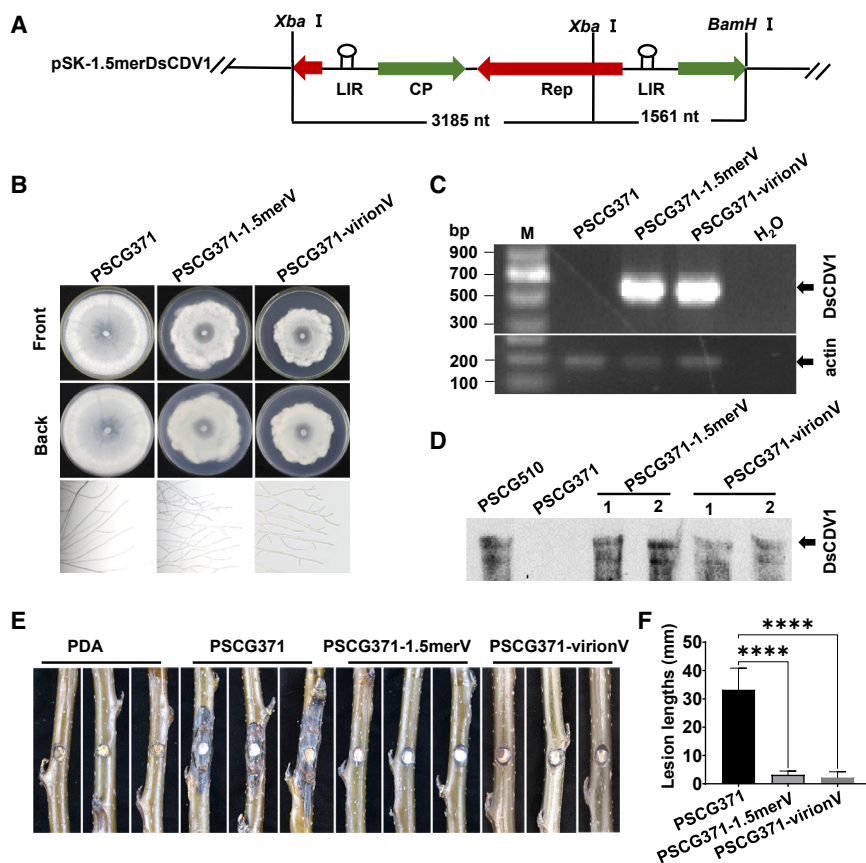 A
Xba I
Xba I
BamH I
pSK-1.5merDsCDV1
LIR
CP
Rep
LIR
3185 nt
1561 nt
B
PSCG371
PSCG371-1.5merV
PSCG371-virionV
Front
Back
C
bp
M
PSCG371
PSCG371-1.5merV
PSCG371-virionV
H₂O
900
700
500
300
DsCDV1
200
100
actin
D
PSCG510
PSCG371
PSCG371-1.5merV
PSCG371-virionV
1 2 1 2
DsCDV1
E
PDA
PSCG371
PSCG371-1.5merV
PSCG371-virionV
F
Lesion lengths (mm)
50
40
30
20
10
0
****
****
PSCG371
PSCG371-1.5merV
PSCG371-virionV